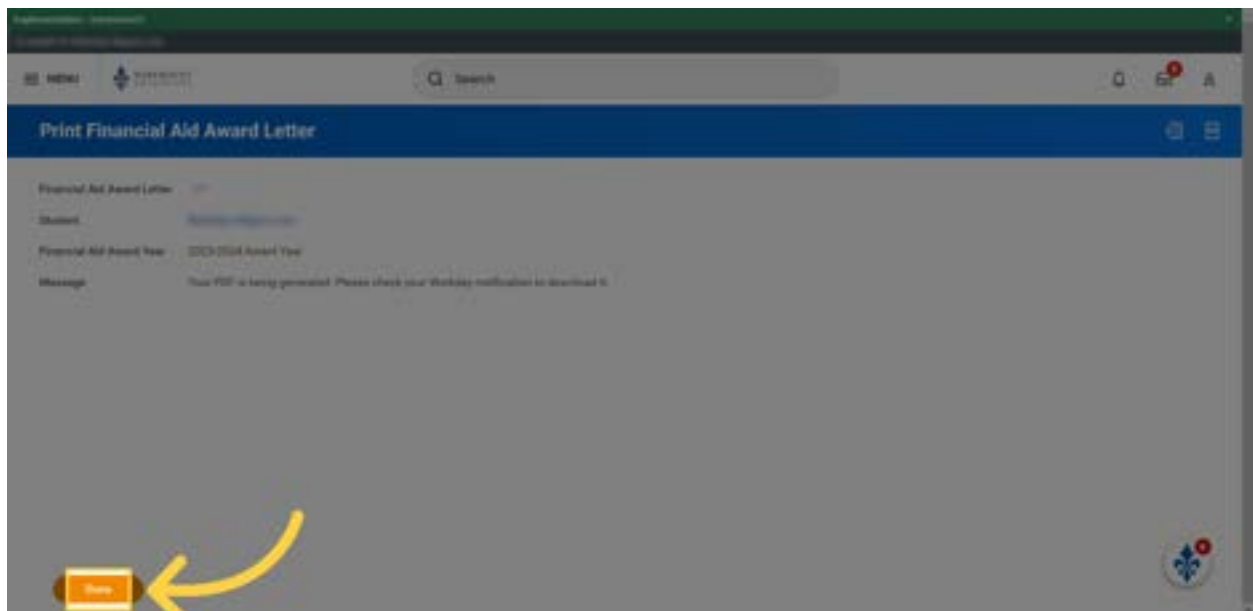 MENU
Search
Print Financial Aid Award Letter
Financial Aid Award Letter
Student
Financial Aid Award Year 2023-2024 Award Year
Message Your PDF is being generated. Please check your Workday notification to download it.
Done